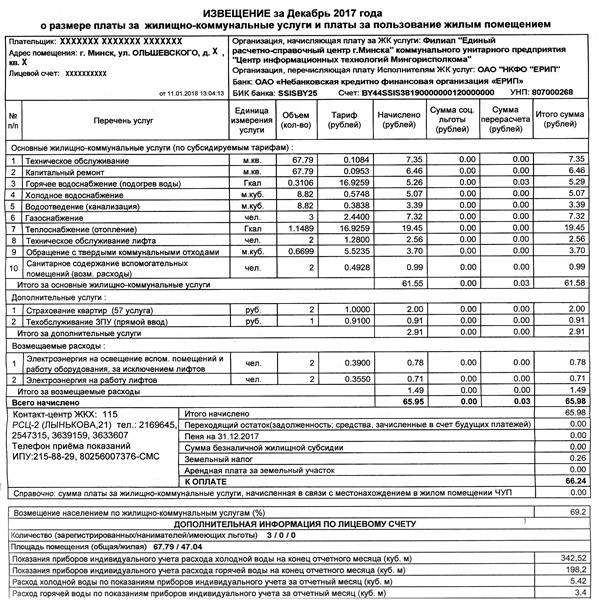 ИЗВЕЩЕНИЕ за Декабрь 2017 года
о размере платы за жилищно-коммунальные услуги и платы за пользование жилым помещением
Плательщик: XXXXXXX XXXXXXX XXXXXXX
Адрес помещения: г. Минск, ул. ОЛЬШЕВСКОГО, д. X ,
кв. X
Лицевой счет: XXXXXXXXXX
от 11.01.2018 13:04:13
Организация, начисляющая плату за ЖК услуги: Филиал "Единый
расчетно-справочный центр г.Минска" коммунального унитарного предприятия
"Центр информационных технологий Мингорисполкома"
Организация, перечисляющая плату Исполнителям ЖК услуг: ОАО "НКФО "ЕРИП"
Банк: ОАО «Небанковская кредитно финансовая организация «ЕРИП»
БИК банка: SSISBY25 Счет: BY44SSIS38190000000120000000 УНП: 807000268
№ п/п Перечень услуг Единица измерения услуги Объем (кол-во) Тариф (рублей) Начислено (рублей) Сумма соц. льготы (рублей) Сумма перерасчета (рублей) Итого сумма (рублей)
Основные жилищно-коммунальные услуги (по субсидируемым тарифам) :
1 Техническое обслуживание м.кв. 67.79 0.1084 7.35 0.00 0.00 7.35
2 Капитальный ремонт м.кв. 67.79 0.0953 6.46 0.00 0.00 6.46
3 Горячее водоснабжение (подогрев воды) Гкал 0.3106 16.9259 5.26 0.00 0.03 5.29
4 Холодное водоснабжение м.куб. 8.82 0.5748 5.07 0.00 0.00 5.07
5 Водоотведение (канализация) м.куб. 8.82 0.3838 3.39 0.00 0.00 3.39
6 Газоснабжение чел. 3 2.4400 7.32 0.00 0.00 7.32
7 Теплоснабжение (отопление) Гкал 1.1489 16.9259 19.45 0.00 0.00 19.45
8 Техническое обслуживание лифта чел. 2 1.2800 2.56 0.00 0.00 2.56
9 Обращение с твердыми коммунальными отходами м.куб. 0.6699 5.5235 3.70 0.00 0.00 3.70
10 Санитарное содержание вспомогательных помещений (возм. расходы) чел. 2 0.4928 0.99 0.00 0.00 0.99
Итого за основные жилищно-коммунальные услуги 61.55 0.00 0.03 61.58
Дополнительные услуги :
1 Страхование квартир (57 услуга) руб. 2 1.0000 2.00 0.00 0.00 2.00
2 Техобслуживание ЗПУ (прямой ввод) руб. 1 0.9100 0.91 0.00 0.00 0.91
Итого за дополнительные услуги 2.91 0.00 0.00 2.91
Возмещаемые расходы :
1 Электроэнергия на освещение вспом. помещений и работу оборудования, за исключением лифтов чел. 2 0.3900 0.78 0.00 0.00 0.78
2 Электроэнергия на работу лифтов чел. 2 0.3550 0.71 0.00 0.00 0.71
Итого за возмещаемые расходы 1.49 0.00 0.00 1.49
Всего начислено 65.95 0.00 0.03 65.98
Контакт-центр ЖКХ: 115
РСЦ-2 (ЛЫНЬКОВА,21) тел.: 2169645,
2547315, 3639159, 3633607
Телефон приёма показаний
ИПУ:215-88-29, 80256007376-СМС
Итого начислено 65.98
Переходящий остаток(задолженность; средства, зачисленные в счет будущих платежей) 0.00
Пеня на 31.12.2017 0.00
Сумма безналичной жилищной субсидии 0.00
Земельный налог 0.26
Арендная плата за земельный участок 0.00
К ОПЛАТЕ 66.24
Справочно: сумма платы за жилищно-коммунальные услуги, начисленная в связи с местонахождением в жилом помещении ЧУП 0.00
Возмещение населением по жилищно-коммунальным услугам (%) 69.2
ДОПОЛНИТЕЛЬНАЯ ИНФОРМАЦИЯ ПО ЛИЦЕВОМУ СЧЕТУ
Количество (зарегистрированных/нанимателей/имеющих льготы) 3 / 0 / 0
Площадь помещения (общая/жилая) 67.79 / 47.04
Показания приборов индивидуального учета расхода холодной воды на конец отчетного месяца (куб. м) 342,52
Показания приборов индивидуального учета расхода горячей воды на конец отчетного месяца (куб. м) 198,2
Расход холодной воды по показаниям приборов индивидуального учета за отчетный месяц (куб. м) 5.42
Расход горячей воды по показаниям приборов индивидуального учета за отчетный месяц (куб. м) 3.4